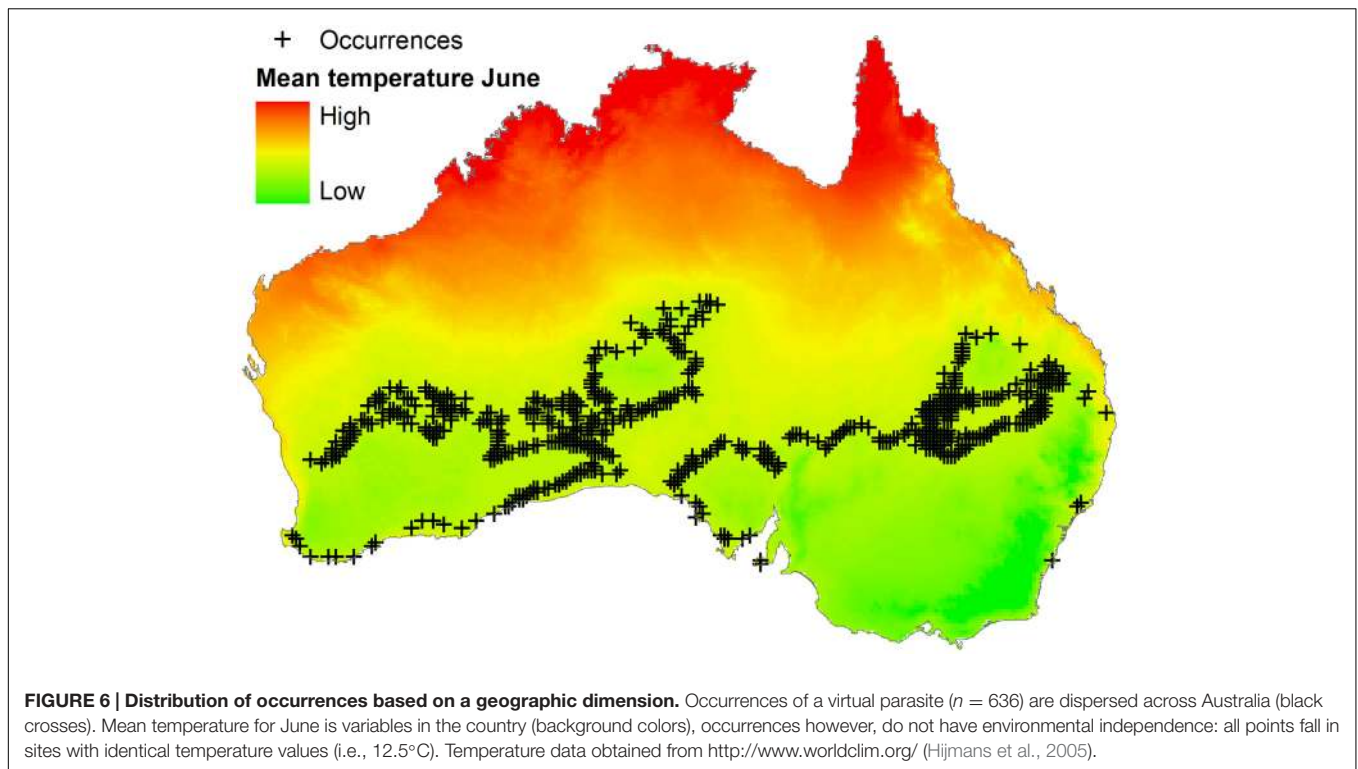 + Occurrences
Mean temperature June
High
Low
FIGURE 6 | Distribution of occurrences based on a geographic dimension. Occurrences of a virtual parasite (n = 636) are dispersed across Australia (black
crosses). Mean temperature for June is variables in the country (background colors), occurrences however, do not have environmental independence: all points fall in
sites with identical temperature values (i.e., 12.5°C). Temperature data obtained from http://www.worldclim.org/ (Hijmans et al., 2005).